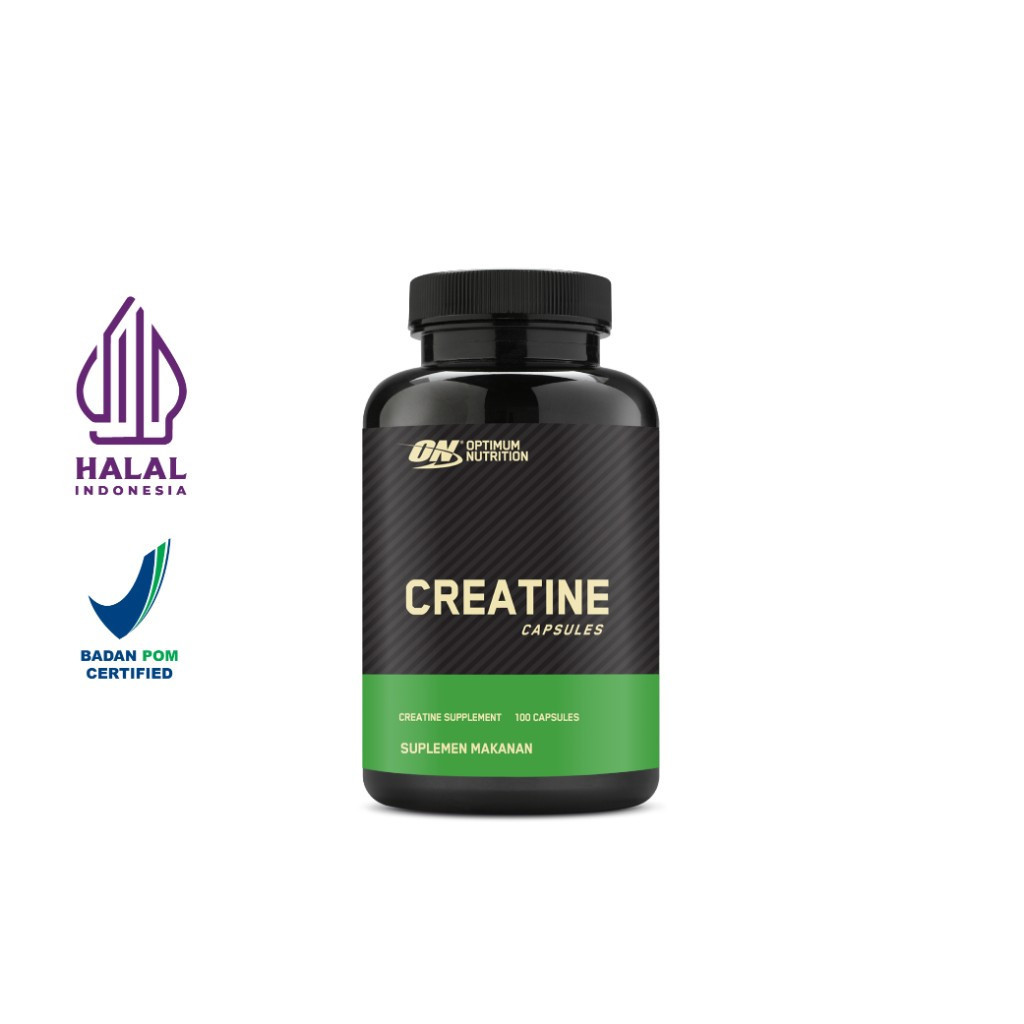 HALAL
INDONESIA
BADAN POM
CERTIFIED
ON® OPTIMUM
NUTRITION
CREATINE
CAPSULES
CREATINE SUPPLEMENT 100 CAPSULES
SUPLEMEN MAKANAN